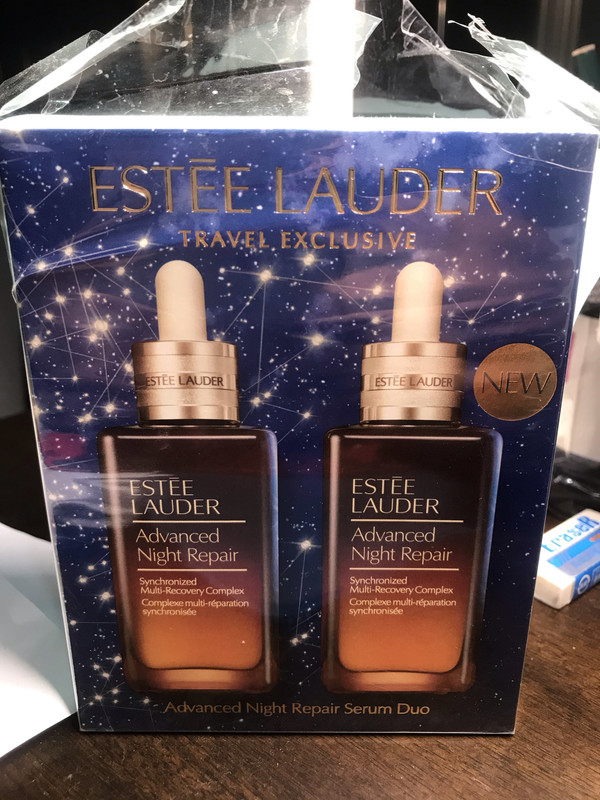 ESTĒE LAUDER
TRAVEL EXCLUSIVE
ESTĒE LAUDER
ESTĒE LAUDER
NEW
ESTĒE
LAUDER
Advanced
Night Repair
Synchronized
Multi-Recovery Complex
Complexe multi-réparation
synchronisée
ESTĒE
LAUDER
Advanced
Night Repair
Synchronized
Multi-Recovery Complex
Complexe multi-réparation
synchronisée
Advanced Night Repair Serum Duo
EraseR